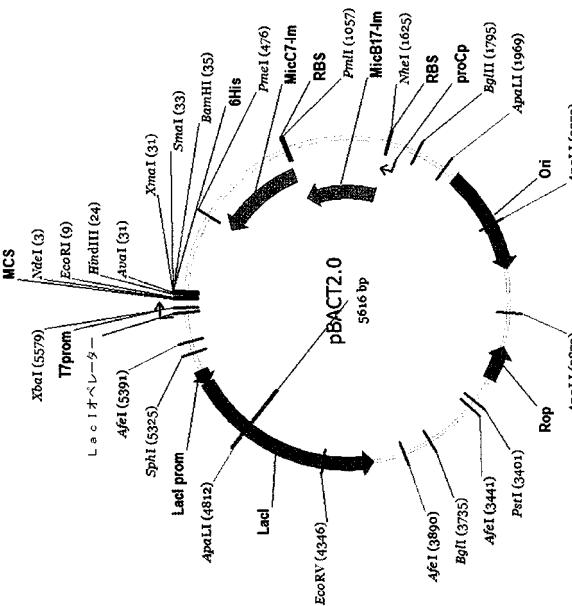 MCS
NdeI (3)
EcoRI (9)
HindIII (24)
AvaI (31)
XmaI (31)
SmaI (33)
BamHI (35)
6His
PmeI (476)
MicC7-Im
RBS
PmlI (1057)
MicB17-Im
NheI (1625)
RBS
proCp
BglII (1795)
ApaLI (1969)
Ori
Rop
PstI (3401)
AfeI (3441)
BglI (3735)
AfeI (3890)
EcoRV (4346)
LacI
ApaLI (4812)
LacI prom
SphI (5325)
AfeI (5391)
LacIオペレーター
T7prom
XbaI (5579)
pBACT2.0
5616 bp